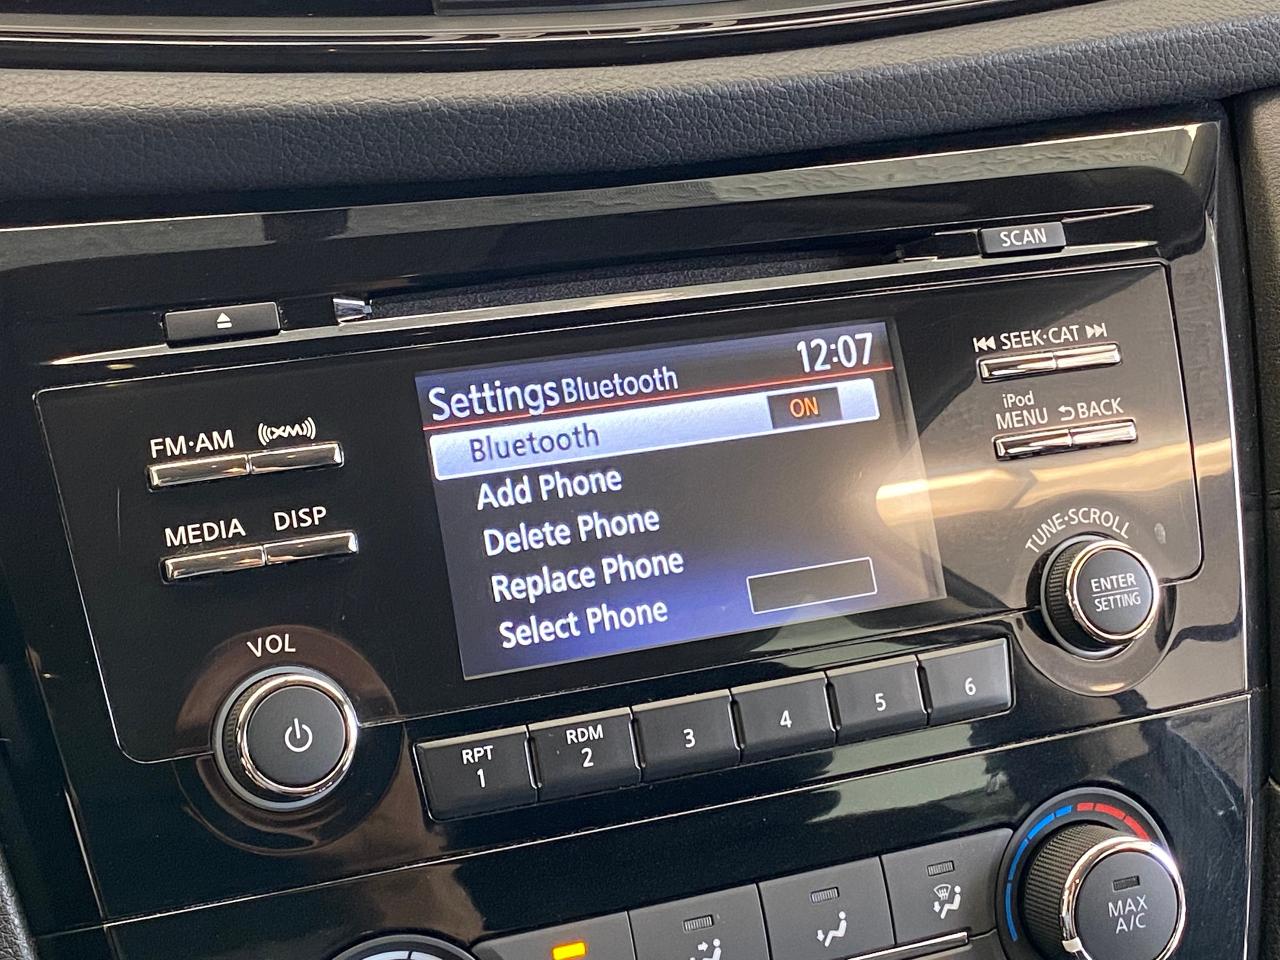 SCAN
⏮ SEEK·CAT ⏭
iPod
MENU ⮌BACK
FM·AM ((XM))
MEDIA DISP
VOL
Settings Bluetooth 12:07
Bluetooth ON
Add Phone
Delete Phone
Replace Phone
Select Phone
TUNE·SCROLL
ENTER
SETTING
RPT
1
RDM
2
3
4
5
6
MAX
A/C